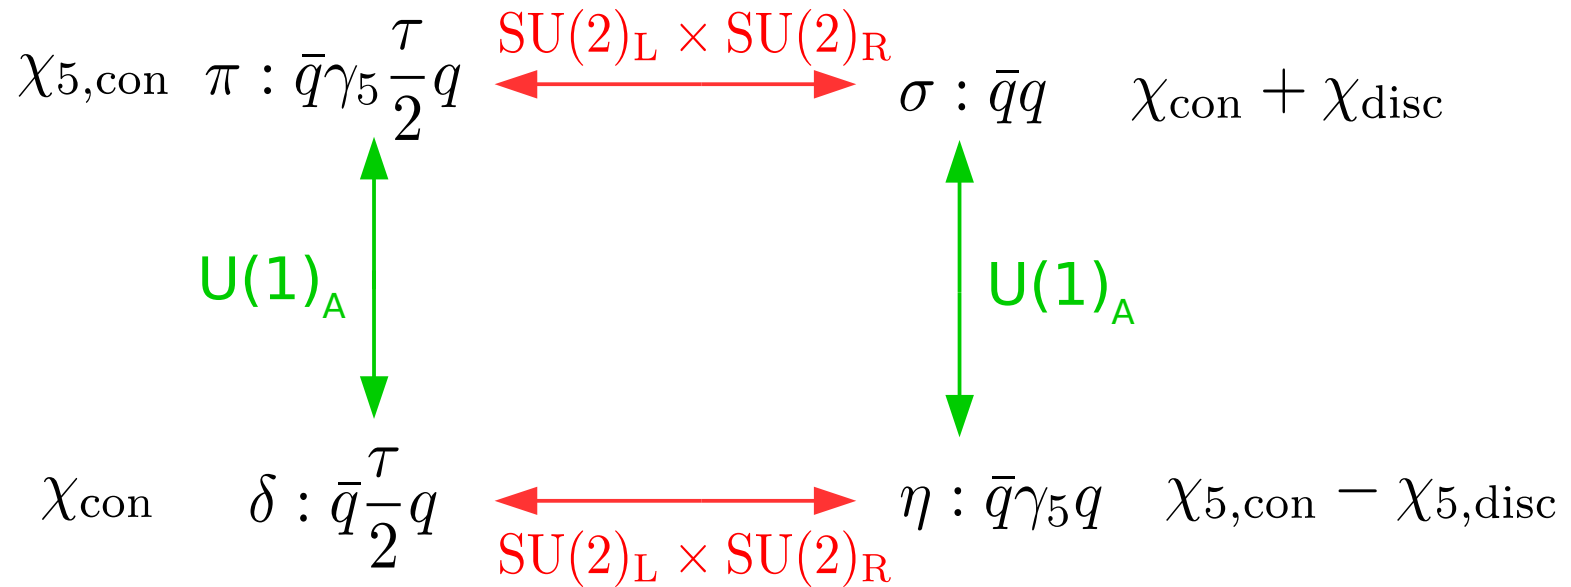 χ₅,con π : q̄γ₅ τ/2 q SU(2)L × SU(2)R σ : q̄q χcon + χdisc
U(1)A U(1)A
χcon δ : q̄ τ/2 q SU(2)L × SU(2)R η : q̄γ₅q χ₅,con − χ₅,disc